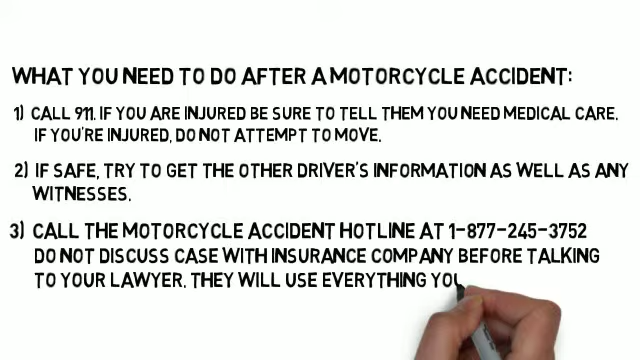 WHAT YOU NEED TO DO AFTER A MOTORCYCLE ACCIDENT:
1) CALL 911. IF YOU ARE INJURED BE SURE TO TELL THEM YOU NEED MEDICAL CARE.
IF YOU'RE INJURED, DO NOT ATTEMPT TO MOVE.
2) IF SAFE, TRY TO GET THE OTHER DRIVER'S INFORMATION AS WELL AS ANY
WITNESSES.
3) CALL THE MOTORCYCLE ACCIDENT HOTLINE AT 1-877-245-3752
DO NOT DISCUSS CASE WITH INSURANCE COMPANY BEFORE TALKING
TO YOUR LAWYER. THEY WILL USE EVERYTHING YOU